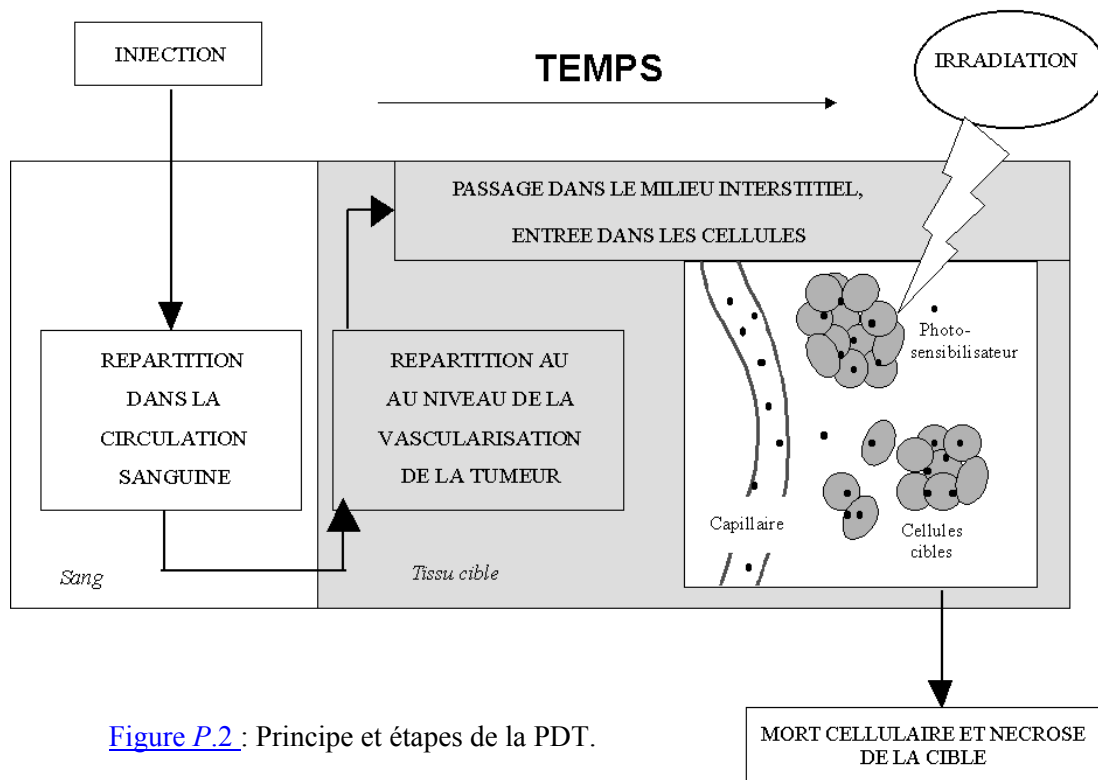 INJECTION
TEMPS
IRRADIATION
PASSAGE DANS LE MILIEU INTERSTITIEL,
ENTREE DANS LES CELLULES
REPARTITION
DANS LA
CIRCULATION
SANGUINE
REPARTITION AU
AU NIVEAU DE LA
VASCULARISATION
DE LA TUMEUR
Photo-
sensibilisateur
Capillaire
Cellules
cibles
Sang
Tissu cible
Figure P.2 : Principe et étapes de la PDT.
MORT CELLULAIRE ET NECROSE
DE LA CIBLE